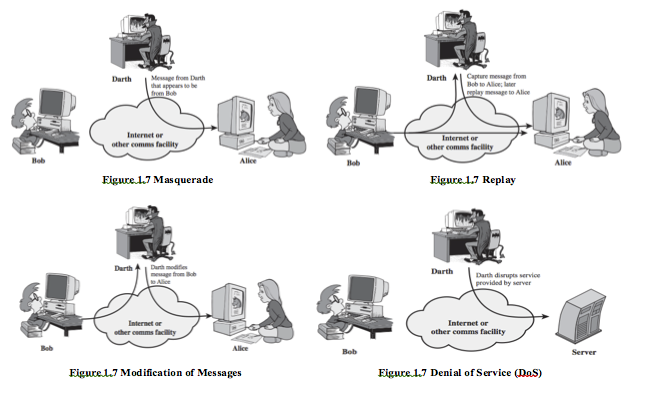 Darth
Message from Darth
that appears to be
from Bob
Internet or
other comms facility
Bob
Alice
Figure 1.7 Masquerade
Darth
Capture message from
Bob to Alice; later
replay message to Alice
Internet or
other comms facility
Bob
Alice
Figure 1.7 Replay
Darth
Darth modifies
message from Bob
to Alice
Internet or
other comms facility
Bob
Alice
Figure 1.7 Modification of Messages
Darth
Darth disrupts service
provided by server
Internet or
other comms facility
Bob
Server
Figure 1.7 Denial of Service (DoS)